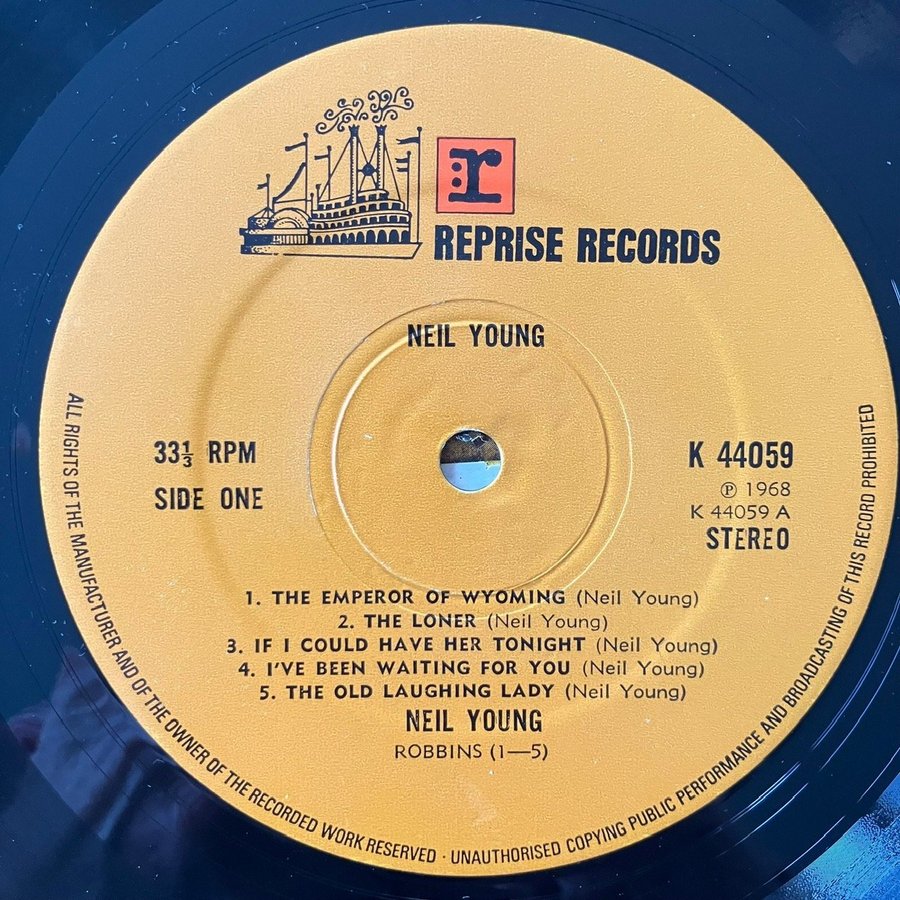 r
REPRISE RECORDS
NEIL YOUNG
33⅓ RPM
SIDE ONE
K 44059
℗ 1968
K 44059 A
STEREO
1. THE EMPEROR OF WYOMING (Neil Young)
2. THE LONER (Neil Young)
3. IF I COULD HAVE HER TONIGHT (Neil Young)
4. I'VE BEEN WAITING FOR YOU (Neil Young)
5. THE OLD LAUGHING LADY (Neil Young)
NEIL YOUNG
ROBBINS (1—5)
ALL RIGHTS OF THE MANUFACTURER AND OF THE OWNER OF THE RECORDED WORK RESERVED · UNAUTHORISED COPYING PUBLIC PERFORMANCE AND BROADCASTING OF THIS RECORD PROHIBITED